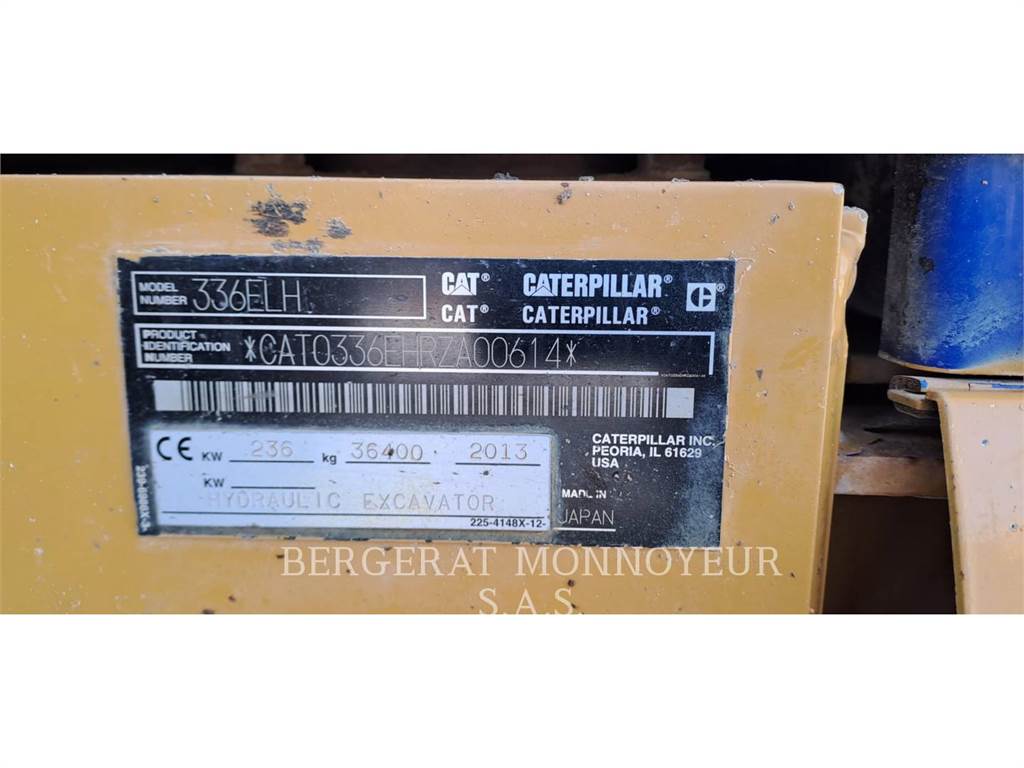 MODEL NUMBER 336ELH
CAT® CATERPILLAR®
CAT® CATERPILLAR®
PRODUCT IDENTIFICATION NUMBER *CAT0336EHRZA00614*
CATERPILLAR INC.
PEORIA, IL 61629
USA
CE KW 236 kg 36400 2013
KW
HYDRAULIC EXCAVATOR
225-4148X-12-
MADE IN
JAPAN
BERGERAT MONNOYEUR
S.A.S.